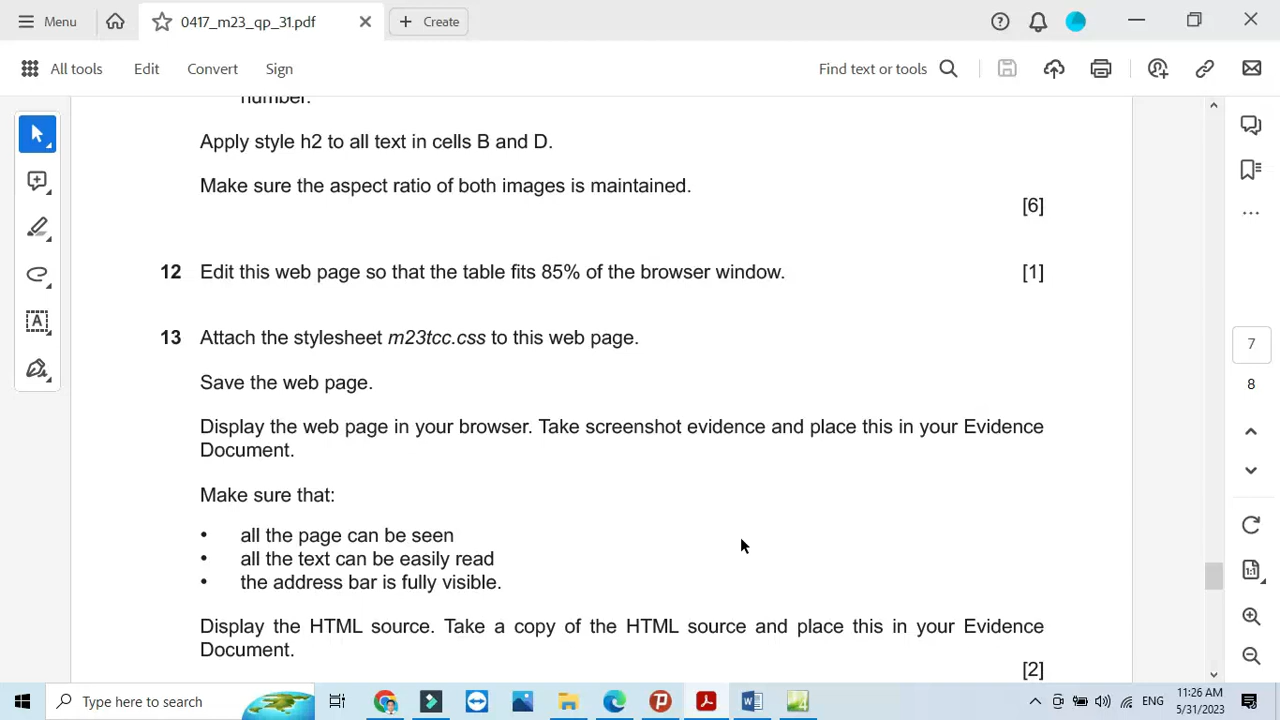 Menu
0417_m23_qp_31.pdf
Create
All tools
Edit
Convert
Sign
Find text or tools
number.
Apply style h2 to all text in cells B and D.
Make sure the aspect ratio of both images is maintained.
[6]
12 Edit this web page so that the table fits 85% of the browser window. [1]
13 Attach the stylesheet m23tcc.css to this web page.
Save the web page.
Display the web page in your browser. Take screenshot evidence and place this in your Evidence
Document.
Make sure that:
• all the page can be seen
• all the text can be easily read
• the address bar is fully visible.
Display the HTML source. Take a copy of the HTML source and place this in your Evidence
Document.
[2]
7
8
1:1
Type here to search
ENG
11:26 AM
5/31/2023